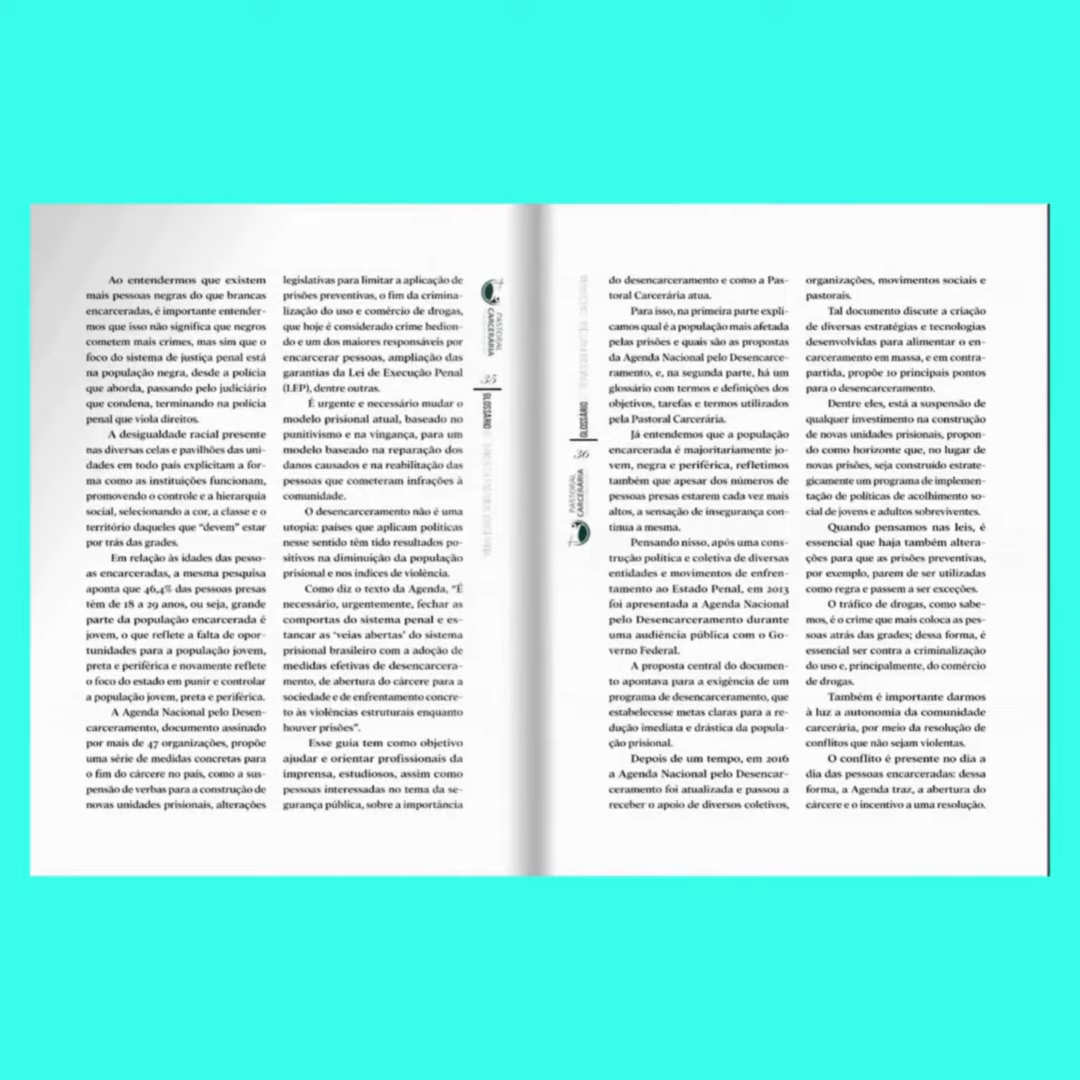 Ao entendermos que existem
mais pessoas negras do que brancas
encarceradas, é importante entender-
mos que isso não significa que negros
cometem mais crimes, mas sim que o
foco do sistema de justiça penal está
na população negra, desde a polícia
que aborda, passando pelo judiciário
que condena, terminando na polícia
penal que viola direitos.
A desigualdade racial presente
nas diversas celas e pavilhões das uni-
dades em todo país explicitam a for-
ma como as instituições funcionam,
promovendo o controle e a hierarquia
social, selecionando a cor, a classe e o
território daqueles que “devem” estar
por trás das grades.
Em relação às idades das pesso-
as encarceradas, a mesma pesquisa
aponta que 46,4% das pessoas presas
têm de 18 a 29 anos, ou seja, grande
parte da população encarcerada é
jovem, o que reflete a falta de opor-
tunidades para a população jovem,
preta e periférica e novamente reflete
o foco do estado em punir e controlar
a população jovem, preta e periférica.
A Agenda Nacional pelo Desen-
carceramento, documento assinado
por mais de 47 organizações, propõe
uma série de medidas concretas para
o fim do cárcere no país, como a sus-
pensão de verbas para a construção de
novas unidades prisionais, alterações
legislativas para limitar a aplicação de
prisões preventivas, o fim da crimina-
lização do uso e comércio de drogas,
que hoje é considerado crime hedion-
do e um dos maiores responsáveis por
encarcerar pessoas, ampliação das
garantias da Lei de Execução Penal
(LEP), dentre outras.
É urgente e necessário mudar o
modelo prisional atual, baseado no
punitivismo e na vingança, para um
modelo baseado na reparação dos
danos causados e na reabilitação das
pessoas que cometeram infrações à
comunidade.
O desencarceramento não é uma
utopia: países que aplicam políticas
nesse sentido têm tido resultados po-
sitivos na diminuição da população
prisional e nos índices de violência.
Como diz o texto da Agenda, “É
necessário, urgentemente, fechar as
comportas do sistema penal e es-
tancar as ‘veias abertas’ do sistema
prisional brasileiro com a adoção de
medidas efetivas de desencarcera-
mento, de abertura do cárcere para a
sociedade e de enfrentamento concre-
to às violências estruturais enquanto
houver prisões”.
Esse guia tem como objetivo
ajudar e orientar profissionais da
imprensa, estudiosos, assim como
pessoas interessadas no tema da se-
gurança pública, sobre a importância
PASTORAL
CARCERÁRIA
35
GLOSSÁRIO
GLOSSÁRIO
36
PASTORAL
CARCERÁRIA
do desencarceramento e como a Pas-
toral Carcerária atua.
Para isso, na primeira parte expli-
camos qual é a população mais afetada
pelas prisões e quais são as propostas
da Agenda Nacional pelo Desencarce-
ramento, e, na segunda parte, há um
glossário com termos e definições dos
objetivos, tarefas e termos utilizados
pela Pastoral Carcerária.
Já entendemos que a população
encarcerada é majoritariamente jo-
vem, negra e periférica, refletimos
também que apesar dos números de
pessoas presas estarem cada vez mais
altos, a sensação de insegurança con-
tinua a mesma.
Pensando nisso, após uma cons-
trução política e coletiva de diversas
entidades e movimentos de enfren-
tamento ao Estado Penal, em 2013
foi apresentada a Agenda Nacional
pelo Desencarceramento durante
uma audiência pública com o Go-
verno Federal.
A proposta central do documen-
to apontava para a exigência de um
programa de desencarceramento, que
estabelecesse metas claras para a re-
dução imediata e drástica da popula-
ção prisional.
Depois de um tempo, em 2016
a Agenda Nacional pelo Desencar-
ceramento foi atualizada e passou a
receber o apoio de diversos coletivos,
organizações, movimentos sociais e
pastorais.
Tal documento discute a criação
de diversas estratégias e tecnologias
desenvolvidas para alimentar o en-
carceramento em massa, e em contra-
partida, propõe 10 principais pontos
para o desencarceramento.
Dentre eles, está a suspensão de
qualquer investimento na construção
de novas unidades prisionais, propon-
do como horizonte que, no lugar de
novas prisões, seja construído estrate-
gicamente um programa de implemen-
tação de políticas de acolhimento so-
cial de jovens e adultos sobreviventes.
Quando pensamos nas leis, é
essencial que haja também altera-
ções para que as prisões preventivas,
por exemplo, parem de ser utilizadas
como regra e passem a ser exceções.
O tráfico de drogas, como sabe-
mos, é o crime que mais coloca as pes-
soas atrás das grades; dessa forma, é
essencial ser contra a criminalização
do uso e, principalmente, do comércio
de drogas.
Também é importante darmos
à luz a autonomia da comunidade
carcerária, por meio da resolução de
conflitos que não sejam violentas.
O conflito é presente no dia a
dia das pessoas encarceradas: dessa
forma, a Agenda traz, a abertura do
cárcere e o incentivo a uma resolução.